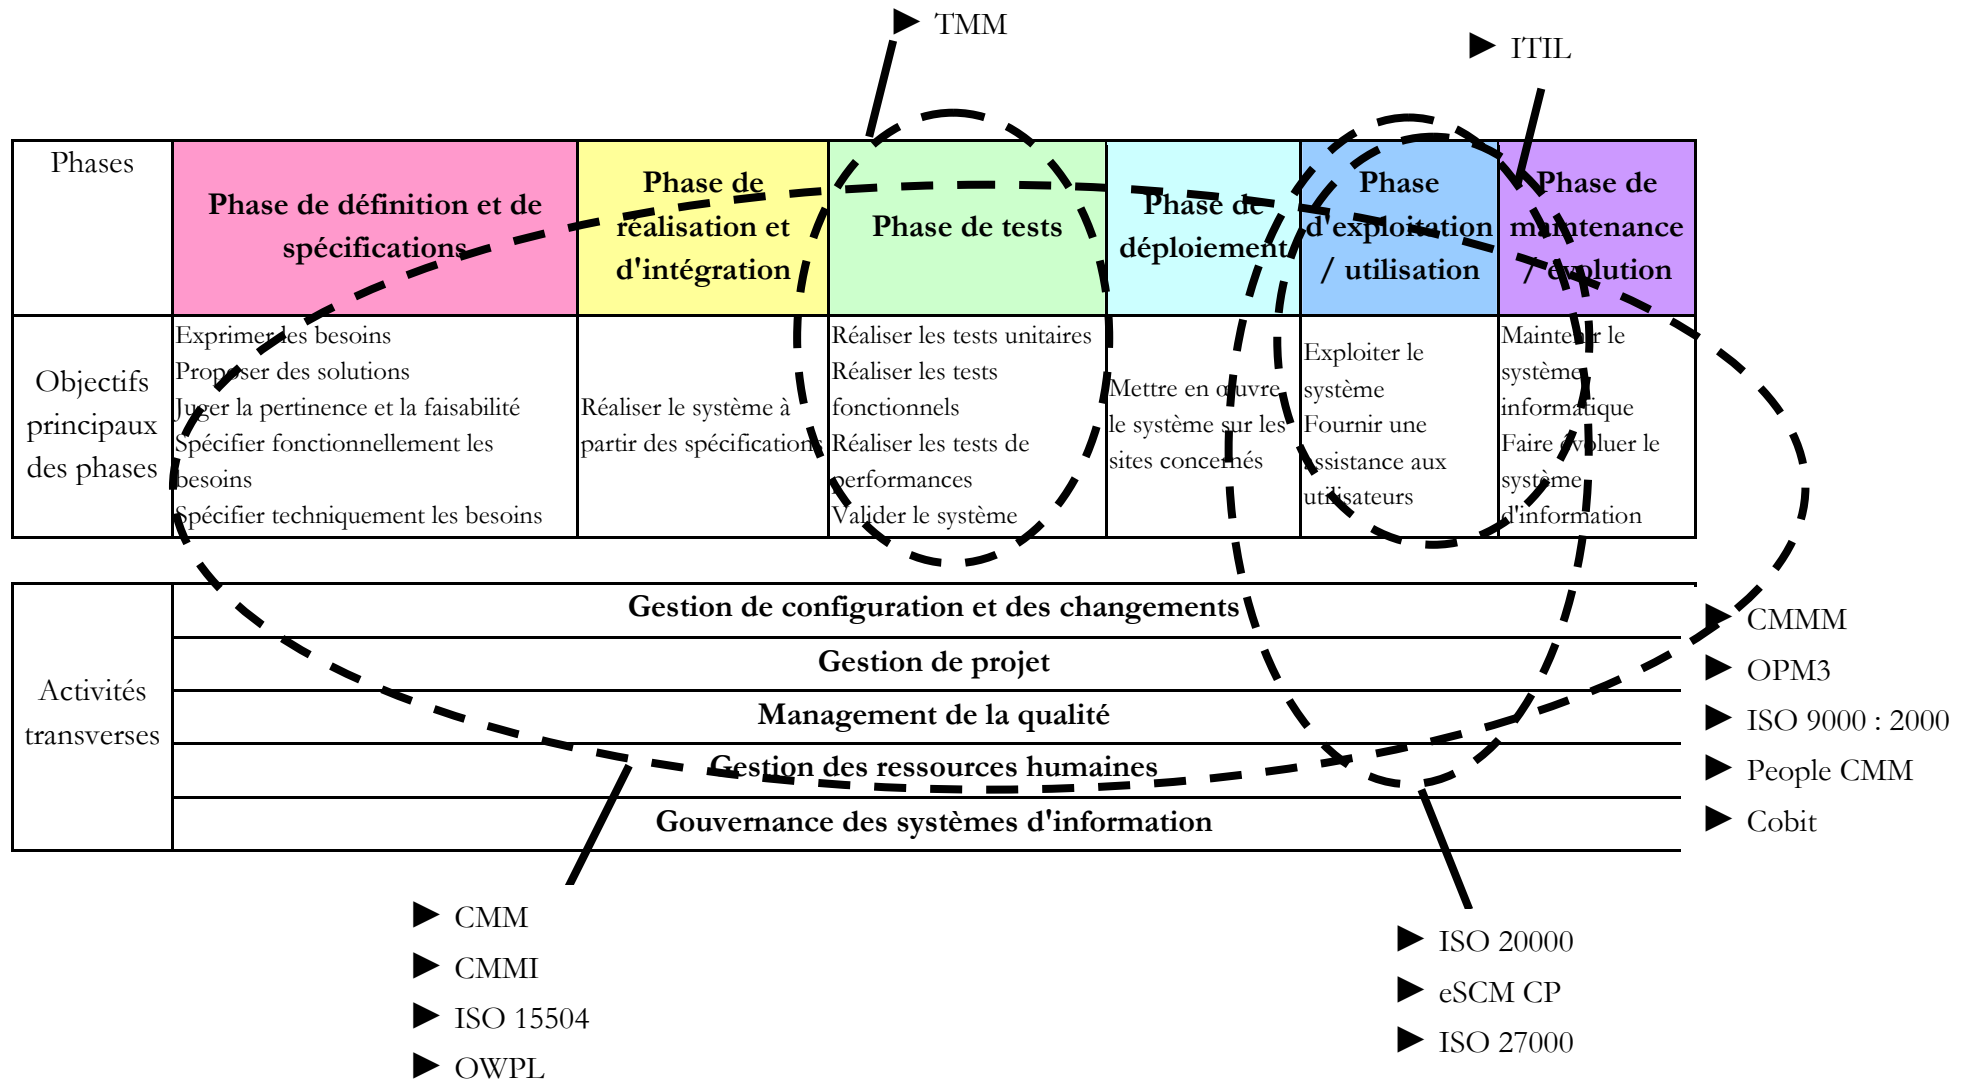 ► TMM
► ITIL
Phases
Phase de définition et de
spécifications
Phase de
réalisation et
d'intégration
Phase de tests
Phase de
déploiement
Phase
d'exploitation
/ utilisation
Phase de
maintenance
/ évolution
Objectifs
principaux
des phases
Exprimer les besoins
Proposer des solutions
Juger la pertinence et la faisabilité
Spécifier fonctionnellement les
besoins
Spécifier techniquement les besoins
Réaliser le système à
partir des spécifications
Réaliser les tests unitaires
Réaliser les tests
fonctionnels
Réaliser les tests de
performances
Valider le système
Mettre en œuvre
le système sur les
sites concernés
Exploiter le
système
Fournir une
assistance aux
utilisateurs
Maintenir le
système
informatique
Faire évoluer le
système
d'information
Activités
transverses
Gestion de configuration et des changements
Gestion de projet
Management de la qualité
Gestion des ressources humaines
Gouvernance des systèmes d'information
► CMMM
► OPM3
► ISO 9000 : 2000
► People CMM
► Cobit
► CMM
► CMMI
► ISO 15504
► OWPL
► ISO 20000
► eSCM CP
► ISO 27000